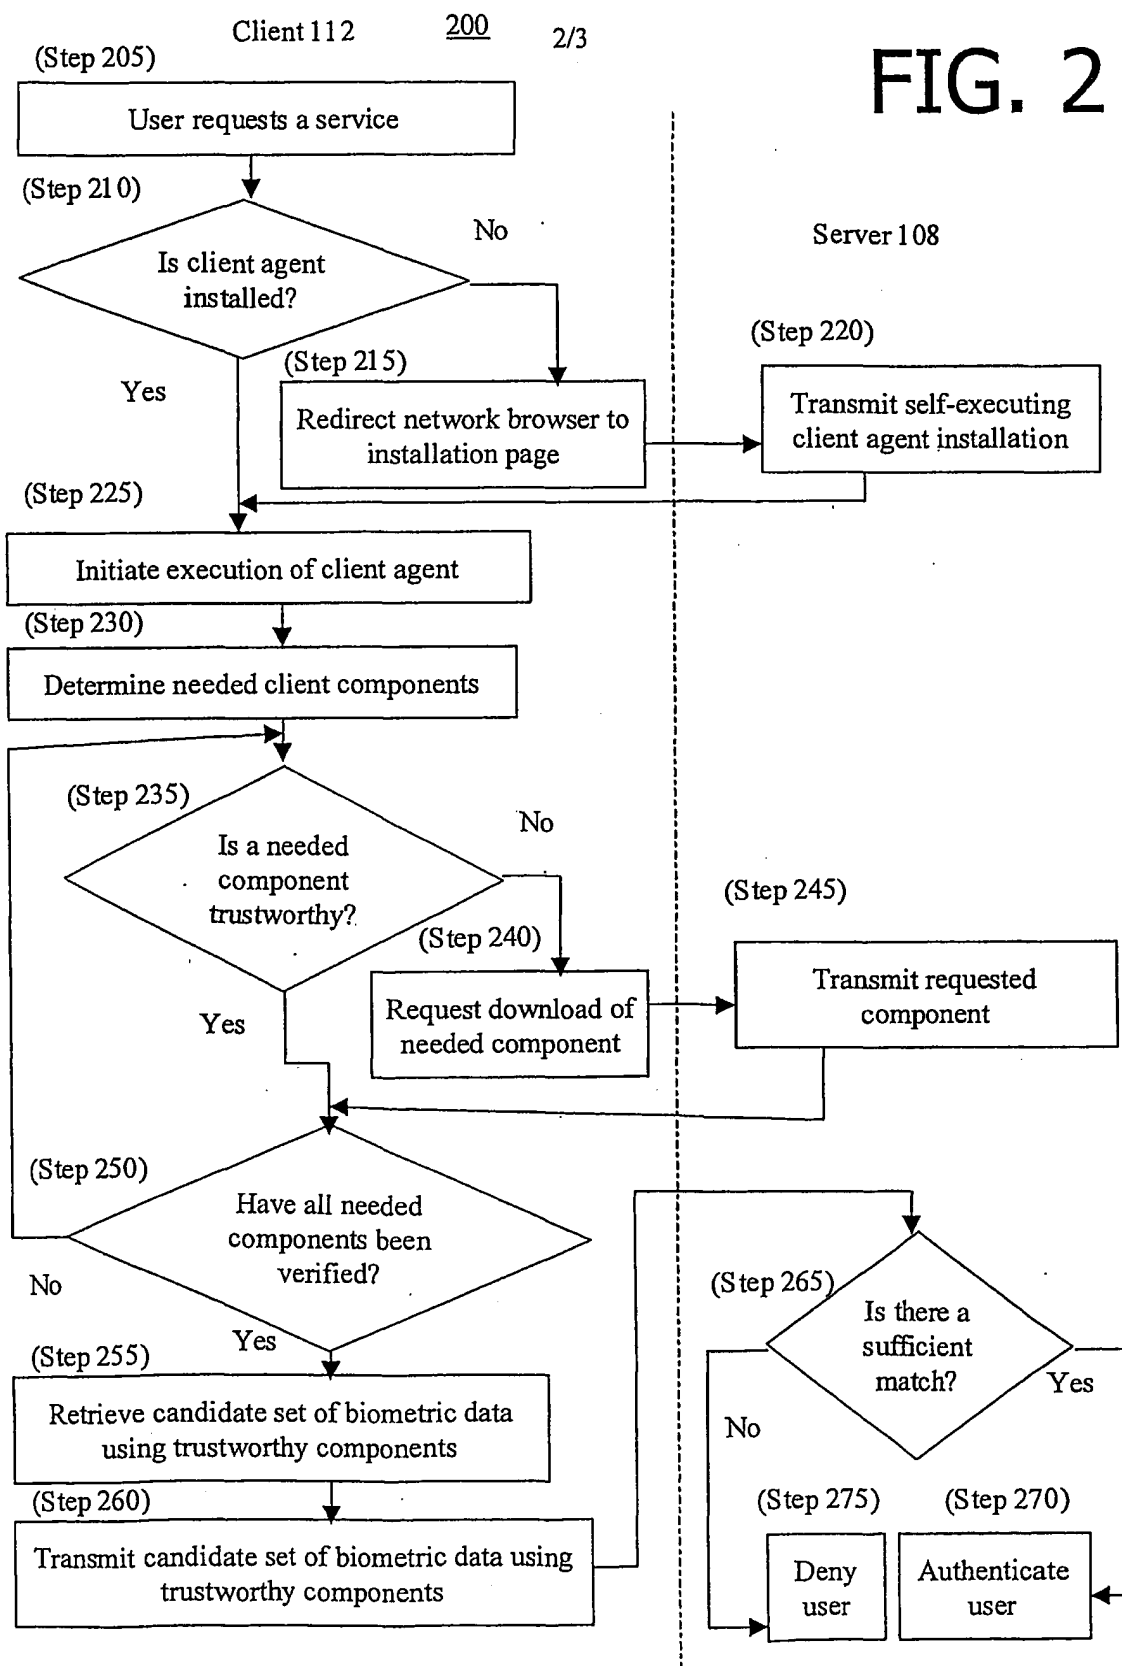 Client 112
200
2/3
FIG. 2
(Step 205)
User requests a service
(Step 210)
No
Is client agent
installed?
Server 108
(Step 220)
(Step 215)
Yes
Redirect network browser to
installation page
Transmit self-executing
client agent installation
(Step 225)
Initiate execution of client agent
(Step 230)
Determine needed client components
(Step 235)
No
Is a needed
component
trustworthy?
(Step 245)
(Step 240)
Transmit requested
component
Request download of
needed component
Yes
(Step 250)
Have all needed
components been
verified?
No
Yes
(Step 265)
Is there a
sufficient
match?
Yes
No
(Step 255)
Retrieve candidate set of biometric data
using trustworthy components
(Step 260)
Transmit candidate set of biometric data using
trustworthy components
(Step 275)
(Step 270)
Deny
user
Authenticate
user